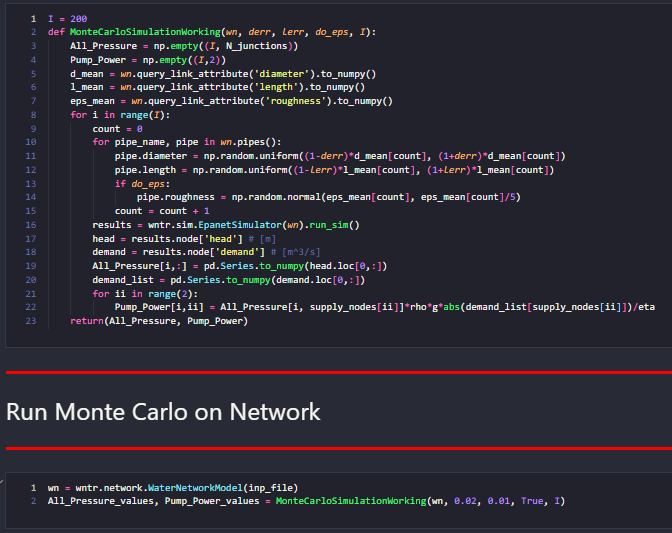 1 I = 200
2 def MonteCarloSimulationWorking(wn, derr, Lerr, do_eps, I):
3 All_Pressure = np.empty((I, N_junctions))
4 Pump_Power = np.empty((I,2))
5 d_mean = wn.query_link_attribute('diameter').to_numpy()
6 l_mean = wn.query_link_attribute('length').to_numpy()
7 eps_mean = wn.query_link_attribute('roughness').to_numpy()
8 for i in range(I):
9 count = 0
10 for pipe_name, pipe in wn.pipes():
11 pipe.diameter = np.random.uniform((1-derr)*d_mean[count], (1+derr)*d_mean[count])
12 pipe.length = np.random.uniform((1-Lerr)*l_mean[count], (1+Lerr)*l_mean[count])
13 if do_eps:
14 pipe.roughness = np.random.normal(eps_mean[count], eps_mean[count]/5)
15 count = count + 1
16 results = wntr.sim.EpanetSimulator(wn).run_sim()
17 head = results.node['head'] # [m]
18 demand = results.node['demand'] # [m^3/s]
19 All_Pressure[i,:] = pd.Series.to_numpy(head.loc[0,:])
20 demand_list = pd.Series.to_numpy(demand.loc[0,:])
21 for ii in range(2):
22 Pump_Power[i,ii] = All_Pressure[i, supply_nodes[ii]]*rho*g*abs(demand_list[supply_nodes[ii]])/eta
23 return(All_Pressure, Pump_Power)
Run Monte Carlo on Network
1 wn = wntr.network.WaterNetworkModel(inp_file)
2 All_Pressure_values, Pump_Power_values = MonteCarloSimulationWorking(wn, 0.02, 0.01, True, I)